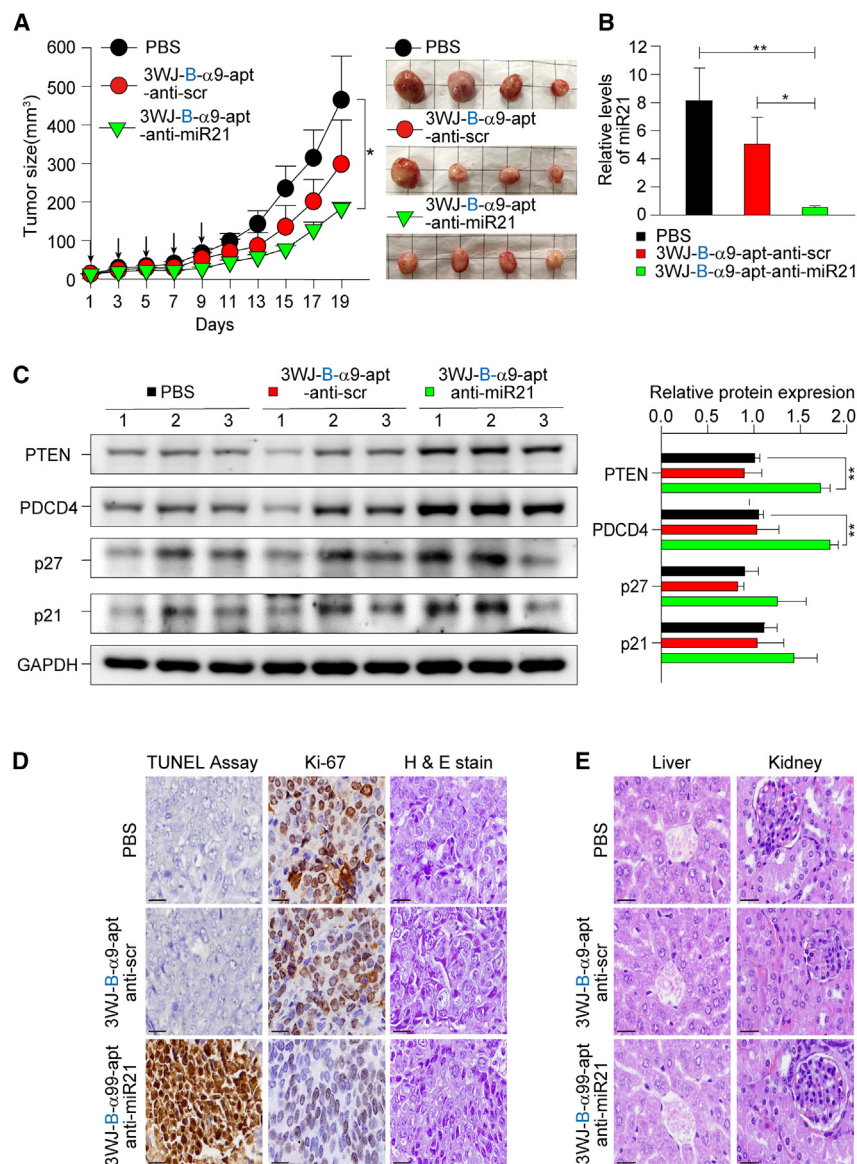 A
600
500
400
300
200
100
0
Tumor size(mm³)
1 3 5 7 9 11 13 15 17 19
Days
PBS
3WJ-B-α9-apt
-anti-scr
3WJ-B-α9-apt
-anti-miR21
*
PBS
3WJ-B-α9-apt
-anti-scr
3WJ-B-α9-apt
-anti-miR21
B
Relative levels
of miR21
12
10
8
6
4
2
0
**
*
PBS
3WJ-B-α9-apt-anti-scr
3WJ-B-α9-apt-anti-miR21
C
PBS
3WJ-B-α9-apt
-anti-scr
3WJ-B-α9-apt
anti-miR21
1 2 3 1 2 3 1 2 3
PTEN
PDCD4
p27
p21
GAPDH
Relative protein expresion
0.0 0.5 1.0 1.5 2.0
PTEN
**
PDCD4
**
p27
p21
D
TUNEL Assay Ki-67 H & E stain
PBS
3WJ-B-α9-apt
anti-scr
3WJ-B-α99-apt
anti-miR21
E
Liver Kidney
PBS
3WJ-B-α9-apt
anti-scr
3WJ-B-α99-apt
anti-miR21